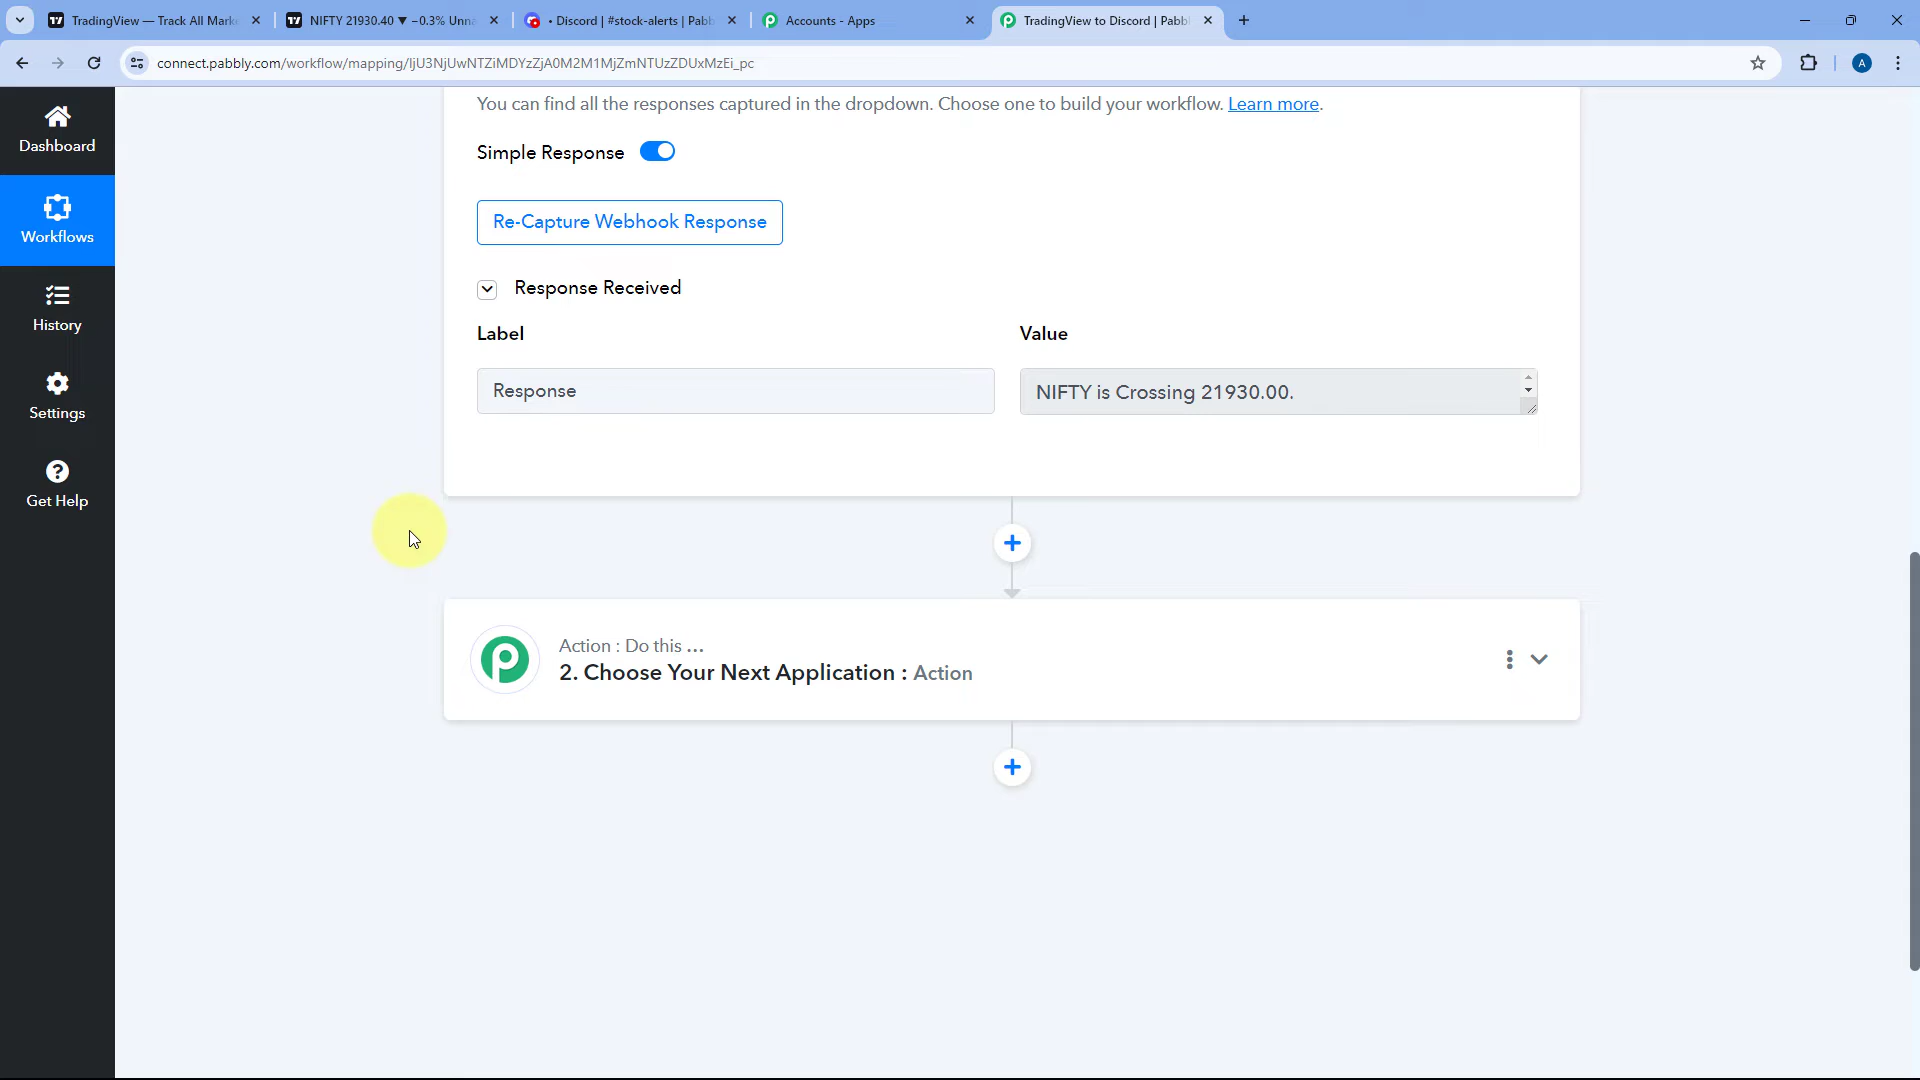 TradingView — Track All Mark
NIFTY 21930.40 ▼ −0.3% Unna
• Discord | #stock-alerts | Pabb
Accounts - Apps
TradingView to Discord | Pabbl
connect.pabbly.com/workflow/mapping/IjU3NjUwNTZiMDYzZjA0M2M1MjZmNTUzZDUxMzEi_pc
A
Dashboard
Workflows
History
Settings
Get Help
You can find all the responses captured in the dropdown. Choose one to build your workflow. Learn more.
Simple Response
Re-Capture Webhook Response
Response Received
Label
Value
Response
NIFTY is Crossing 21930.00.
Action : Do this ...
2. Choose Your Next Application : Action